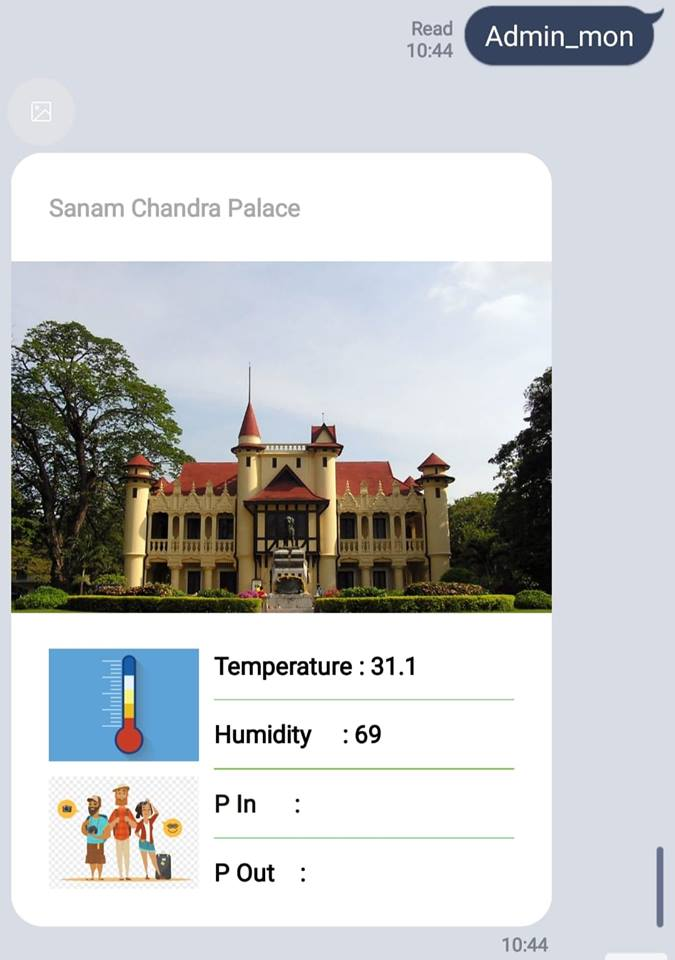 Admin_mon
Read
10:44
Sanam Chandra Palace
Temperature : 31.1
Humidity : 69
P In :
P Out :
10:44